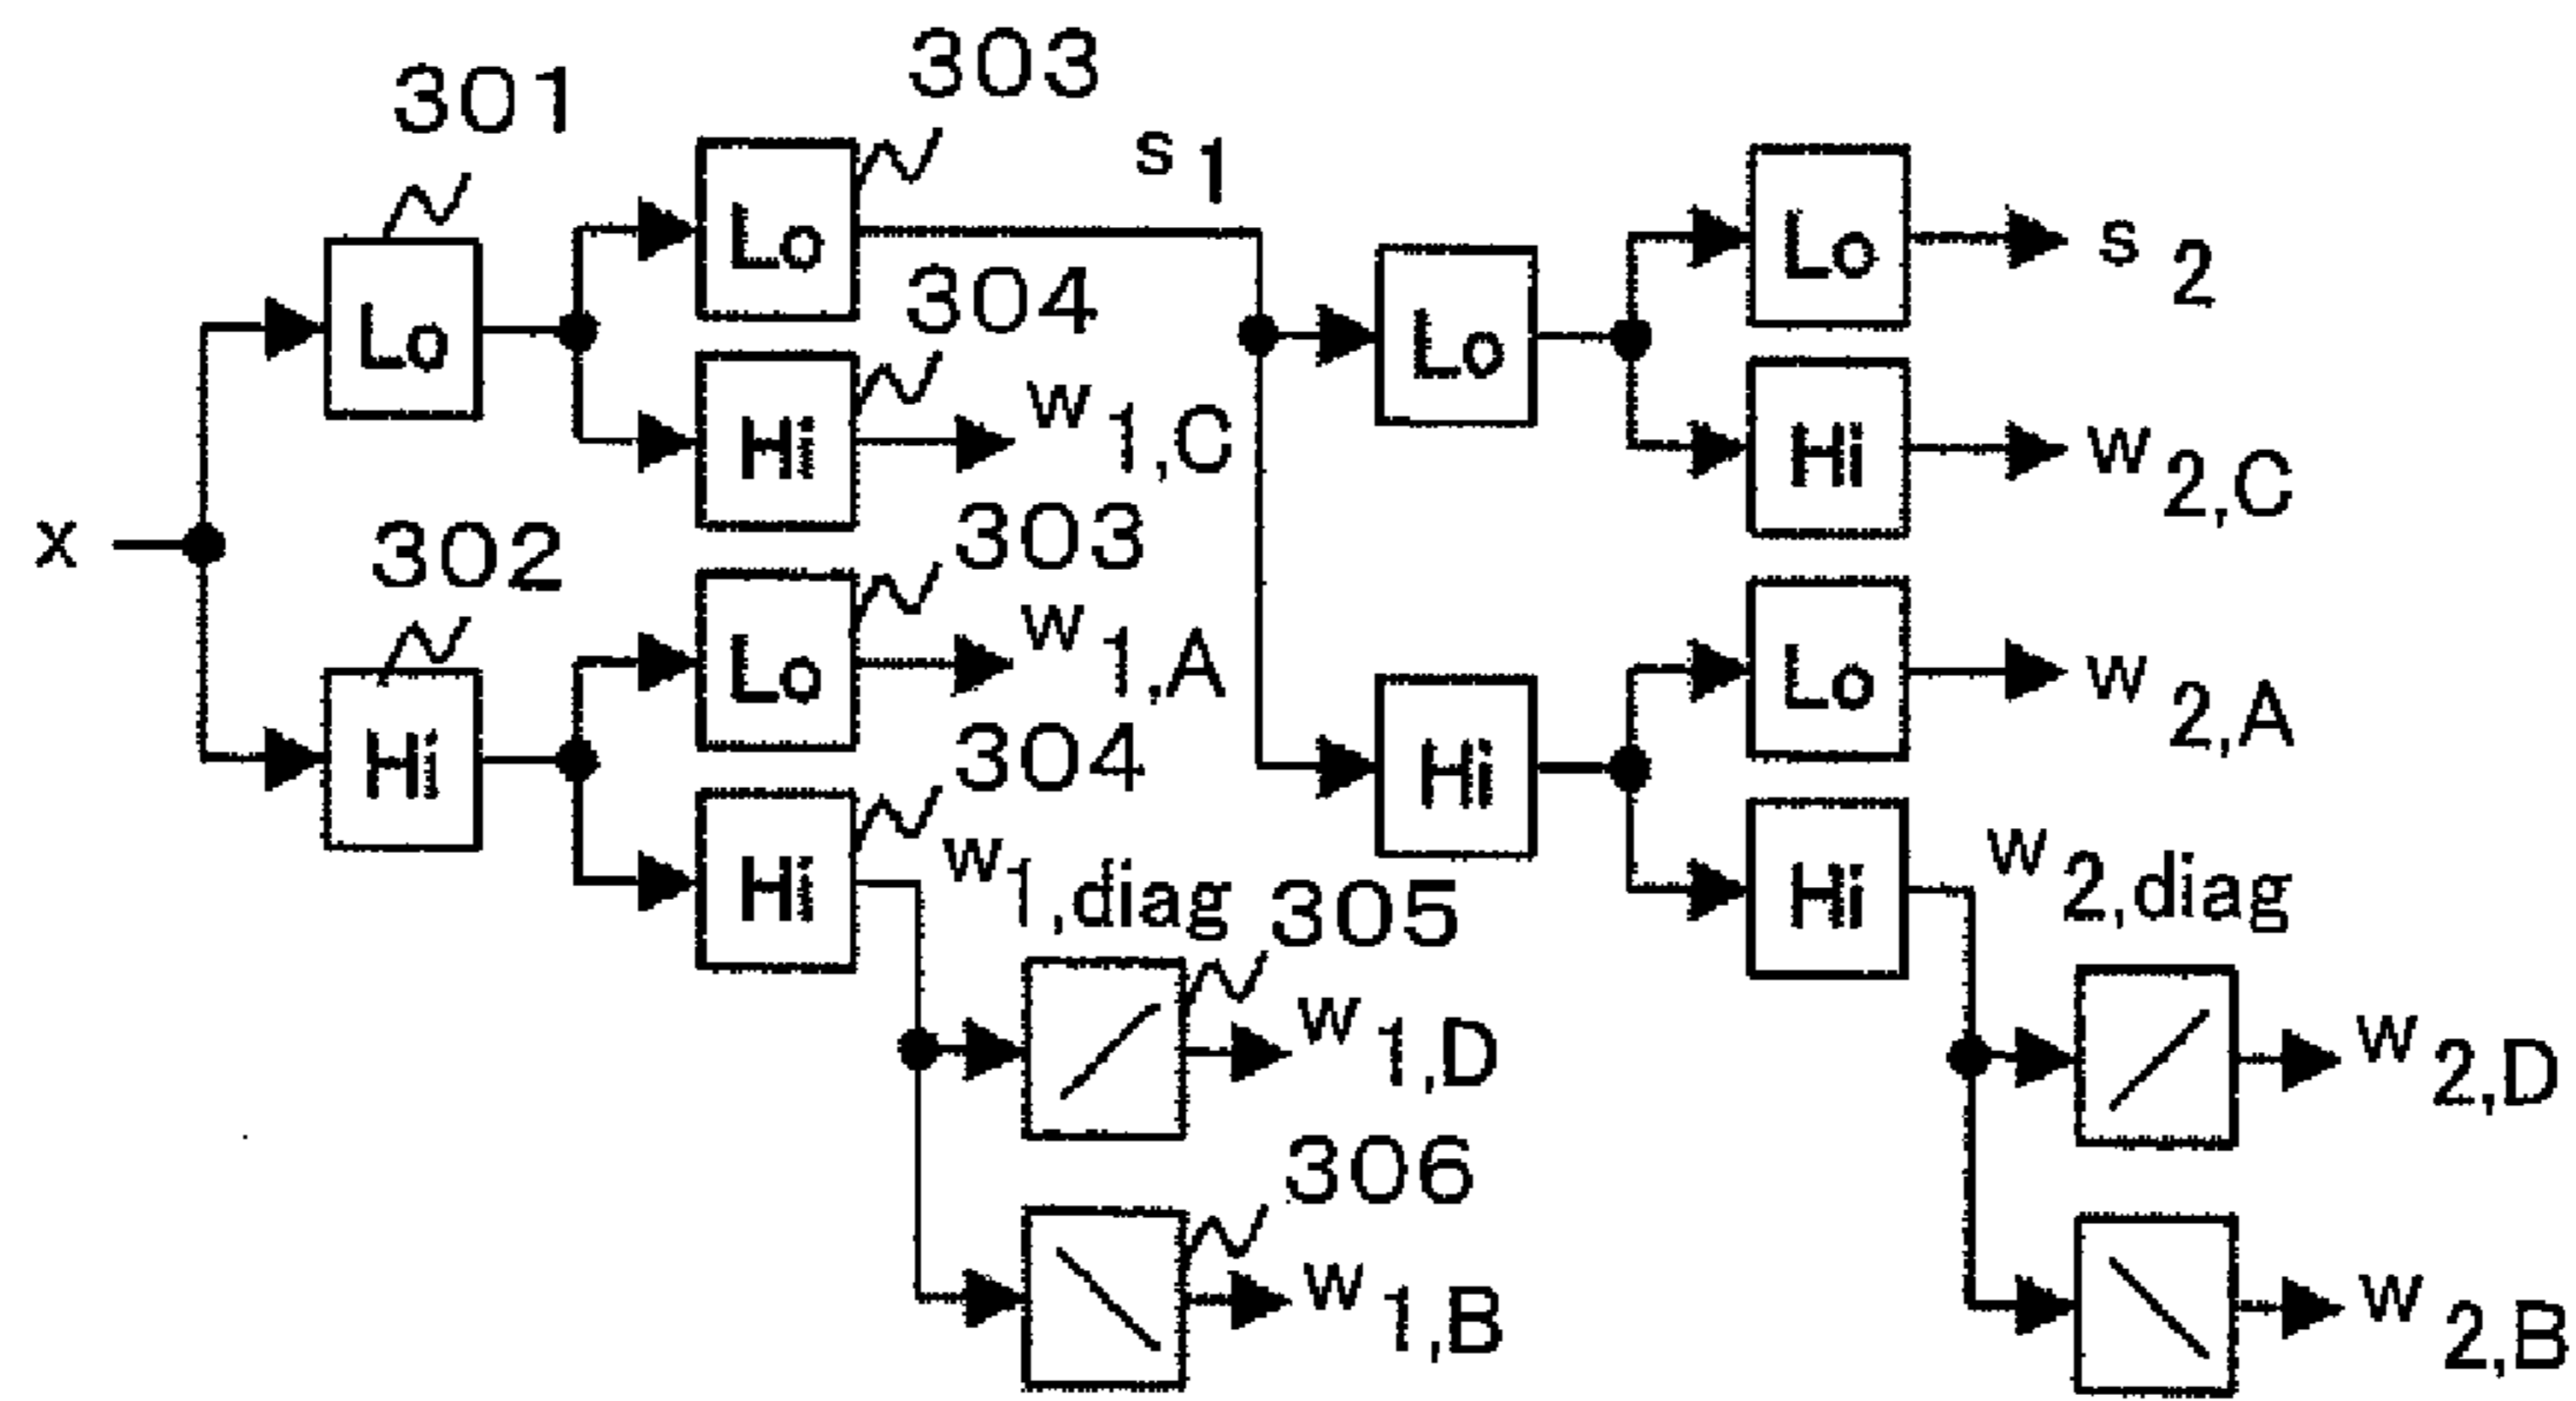 301
303
s 1
Lo
Lo
s 2
304
Lo
Lo
w 1,C
Hi
Hi
w 2,C
x
302
303
w 1,A
Lo
Lo
w 2,A
304
Hi
Hi
w 1,diag
Hi
Hi
w 2,diag
305
w 1,D
w 2,D
306
w 1,B
w 2,B